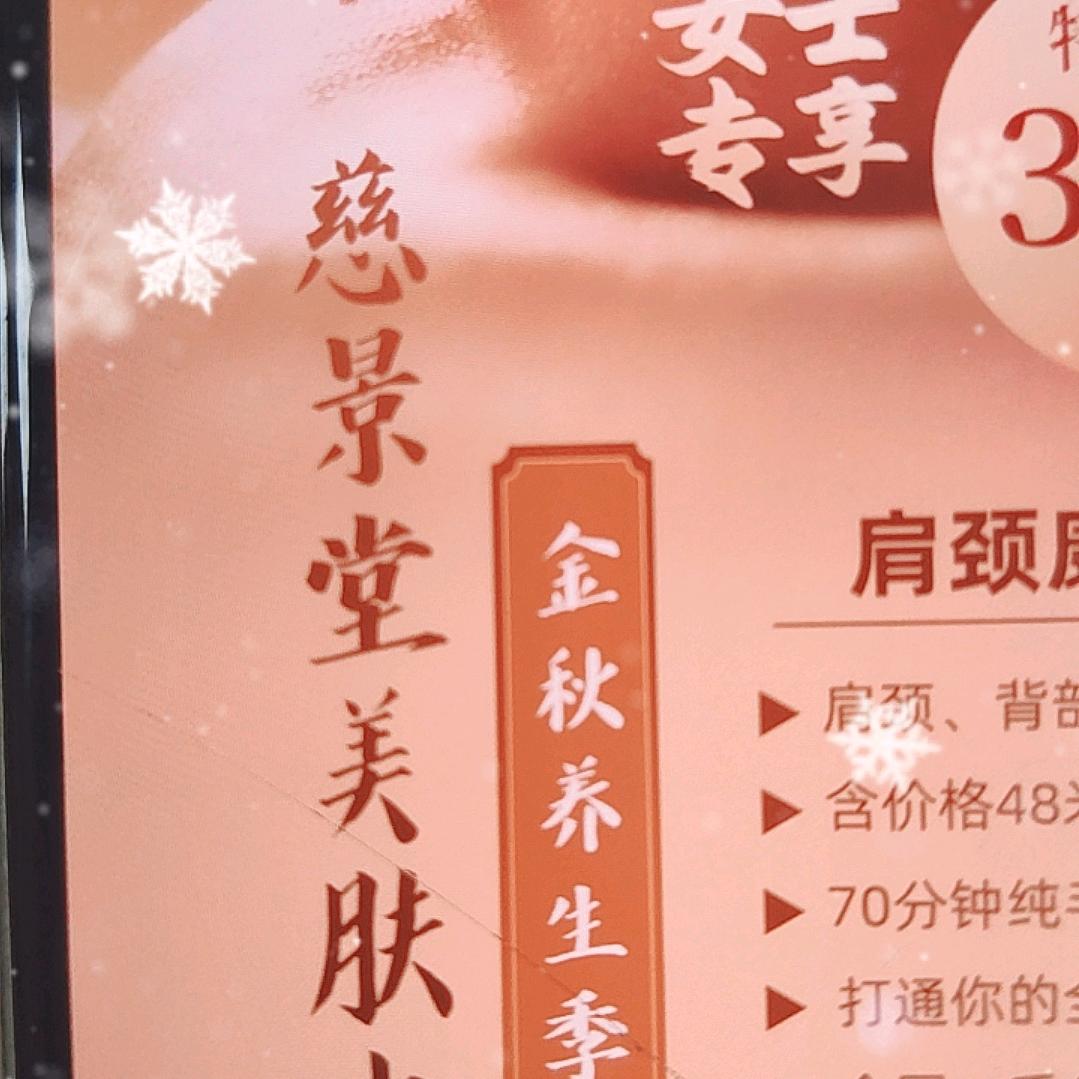 女士
专享
3
慈景堂美肤
金秋养生季
肩颈
肩颈、背部
含价格48
70分钟纯
打通你的